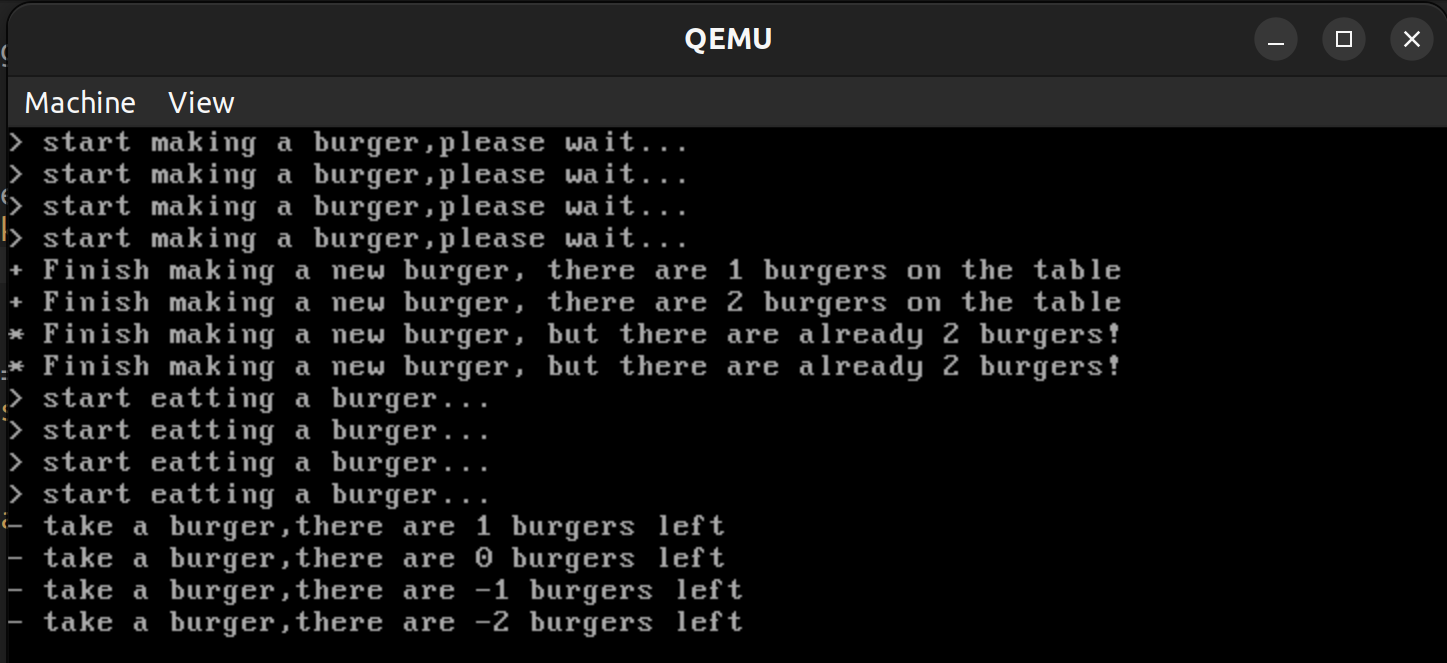 QEMU
Machine View
> start making a burger,please wait...
> start making a burger,please wait...
> start making a burger,please wait...
> start making a burger,please wait...
+ Finish making a new burger, there are 1 burgers on the table
+ Finish making a new burger, there are 2 burgers on the table
* Finish making a new burger, but there are already 2 burgers!
* Finish making a new burger, but there are already 2 burgers!
> start eatting a burger...
> start eatting a burger...
> start eatting a burger...
> start eatting a burger...
- take a burger,there are 1 burgers left
- take a burger,there are 0 burgers left
- take a burger,there are -1 burgers left
- take a burger,there are -2 burgers left